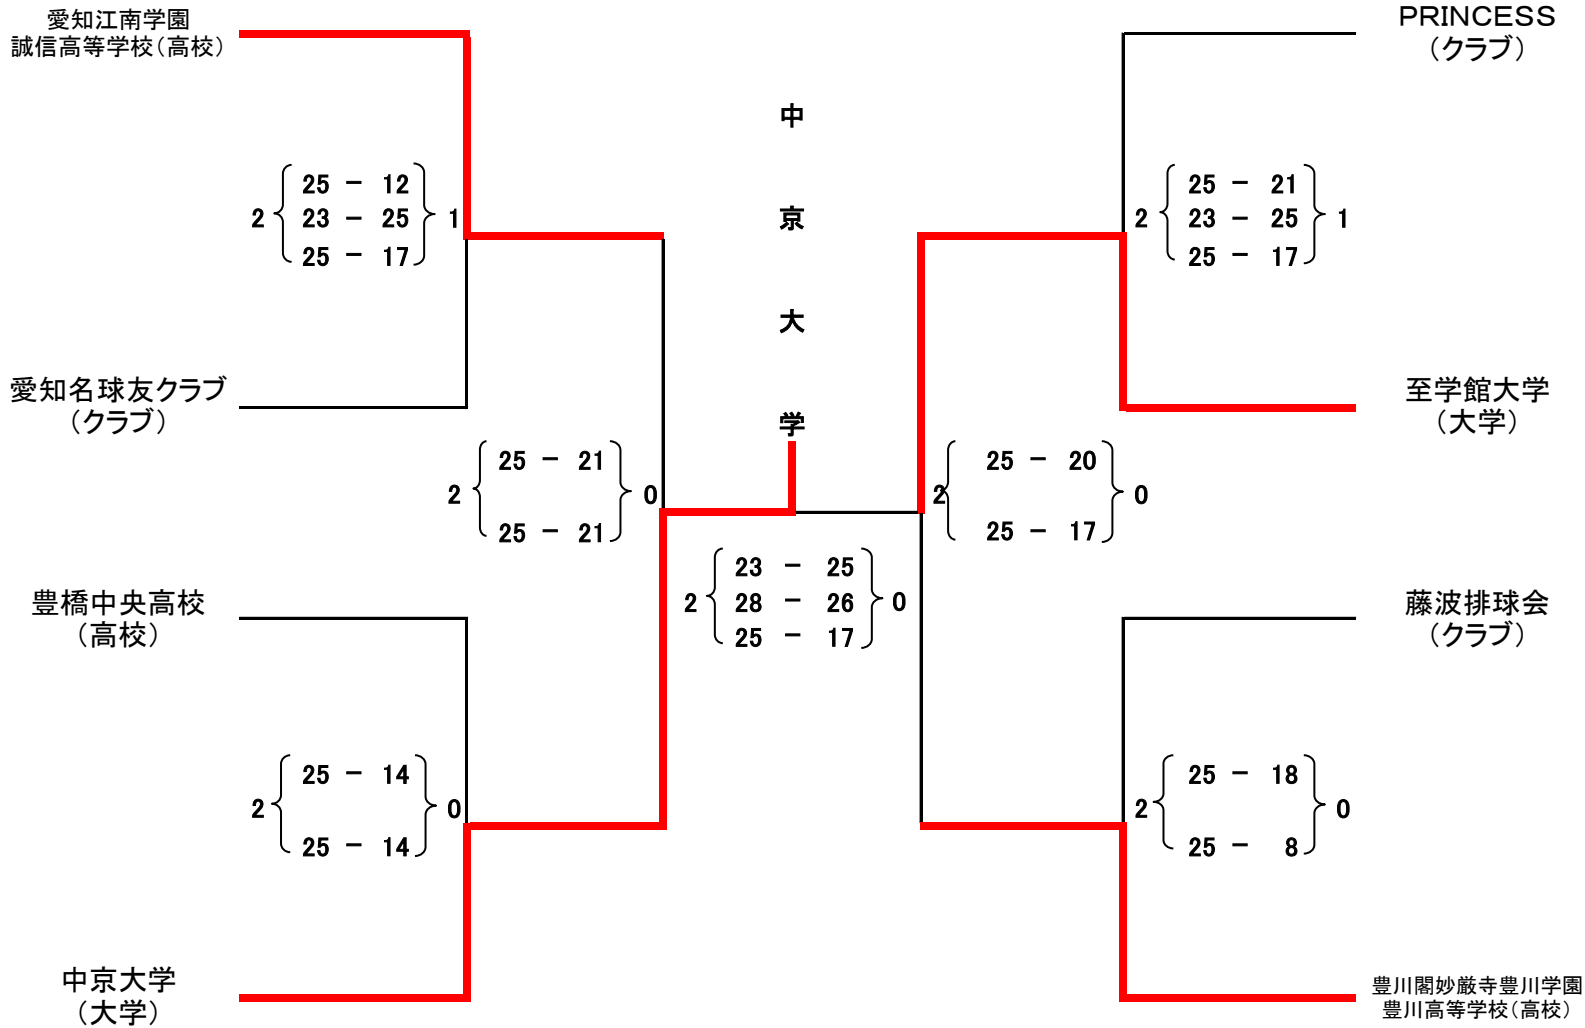 愛知江南学園
誠信高等学校（高校）
PRINCESS
（クラブ）
中
京
大
学
25 － 12
2 23 － 25 1
25 － 17
25 － 21
2 23 － 25 1
25 － 17
愛知名球友クラブ
（クラブ）
至学館大学
（大学）
25 － 21
2 0
25 － 21
25 － 20
2 0
25 － 17
23 － 25
2 28 － 26 0
25 － 17
豊橋中央高校
（高校）
藤波排球会
（クラブ）
25 － 14
2 0
25 － 14
25 － 18
2 0
25 － 8
中京大学
（大学）
豊川閣妙厳寺豊川学園
豊川高等学校（高校）